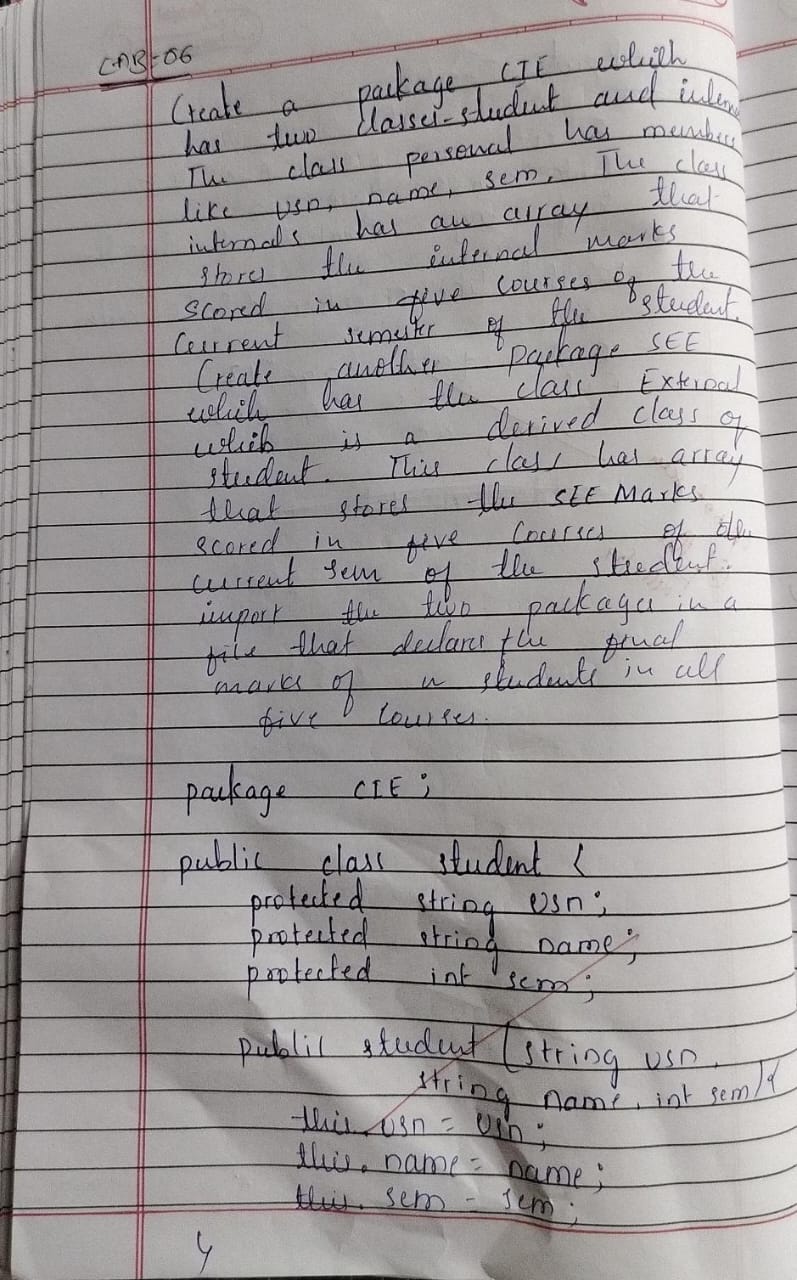 LAB-06
Create a package CIE which
has two classes-student and intern
The class personal has members
like usn, name, sem. The class
internals has an array that
stores the internal marks
scored in five courses of the
current semester of the student.
Create another package SEE
which has the class External
which is a derived class of
student. This class has array
that stores the SEE Marks
scored in five courses of the
current sem of the student.
import the two packages in a
file that declares the final
marks of n students in all
five courses.
package CIE;
public class student {
protected string usn;
protected string name;
protected int sem;
public student (string usn,
string name, int sem){
this.usn = usn;
this.name = name;
this.sem = sem;